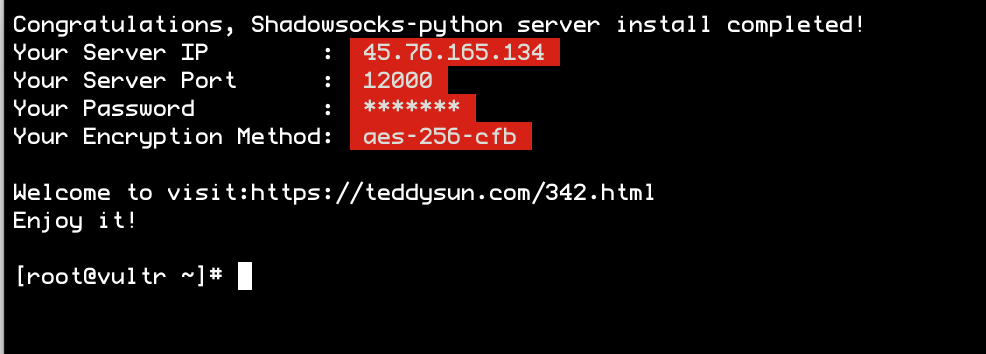 Congratulations, Shadowsocks-python server install completed!
Your Server IP        :  45.76.165.134
Your Server Port      :  12000
Your Password         :  *******
Your Encryption Method:  aes-256-cfb
Welcome to visit:https://teddysun.com/342.html
Enjoy it!
[root@vultr ~]#